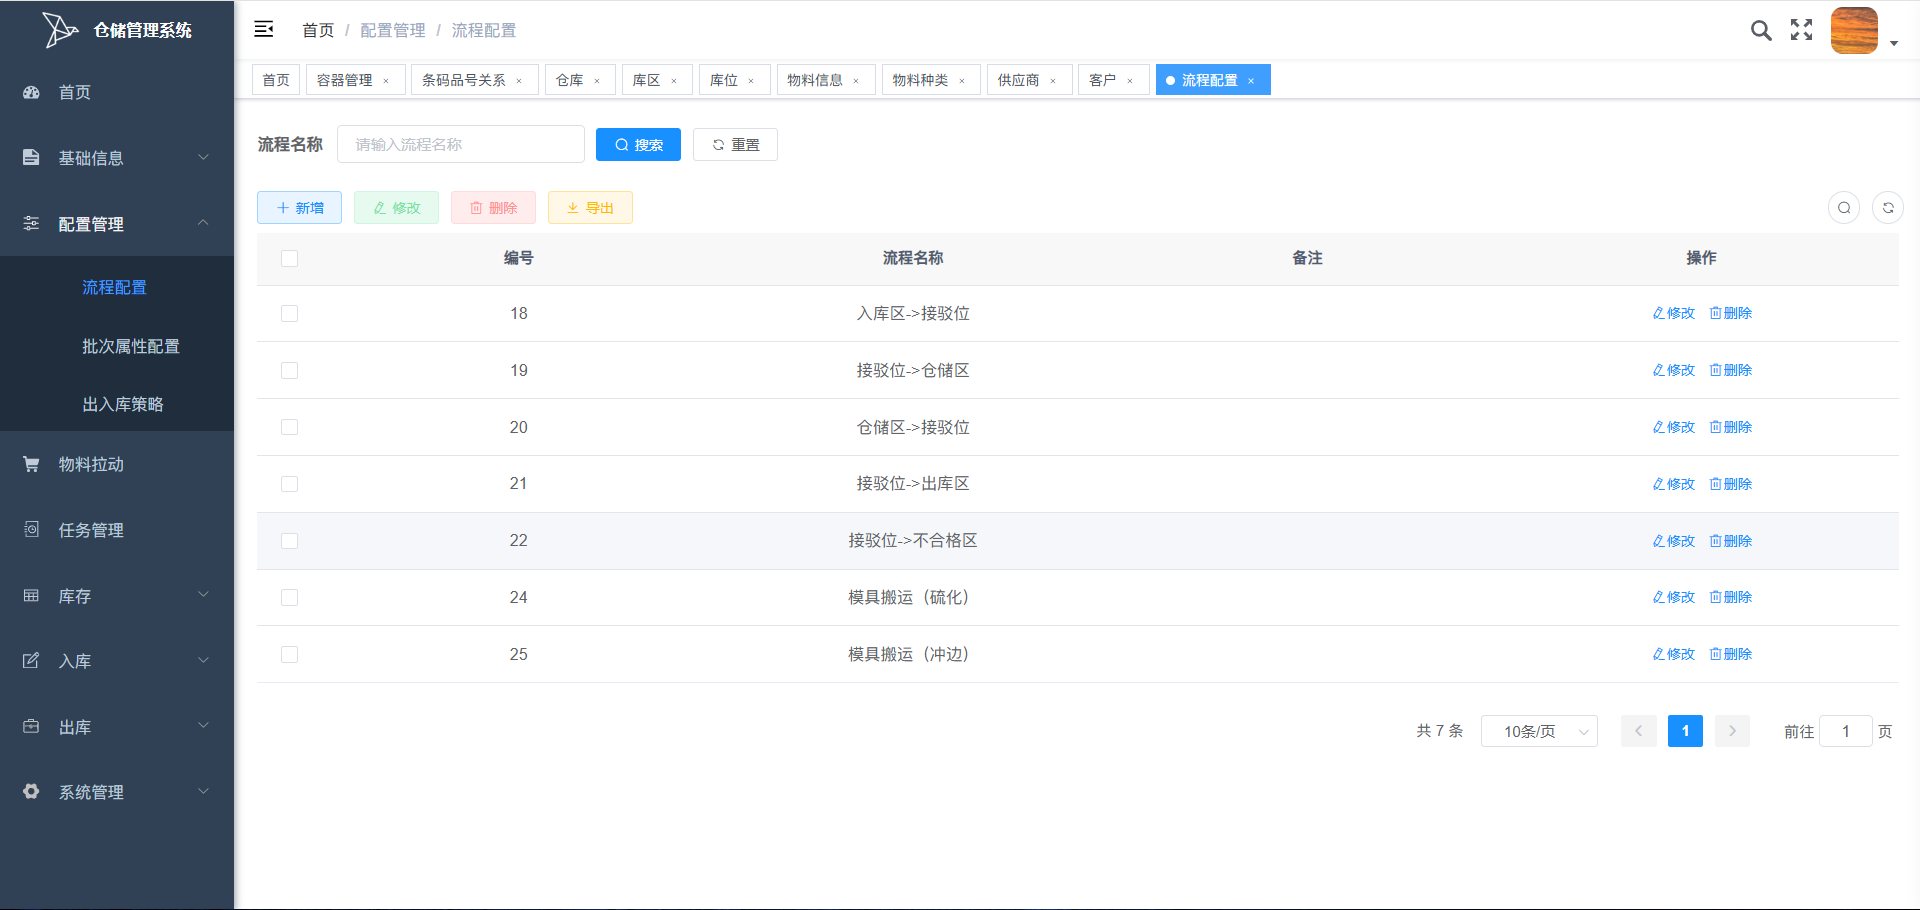 仓储管理系统
首页
基础信息
配置管理
流程配置
批次属性配置
出入库策略
物料拉动
任务管理
库存
入库
出库
系统管理
首页 / 配置管理 / 流程配置
首页 容器管理 × 条码品号关系 × 仓库 × 库区 × 库位 × 物料信息 × 物料种类 × 供应商 × 客户 × 流程配置 ×
流程名称 请输入流程名称 搜索 重置
新增 修改 删除 导出
编号 流程名称 备注 操作
18 入库区->接驳位 修改 删除
19 接驳位->仓储区 修改 删除
20 仓储区->接驳位 修改 删除
21 接驳位->出库区 修改 删除
22 接驳位->不合格区 修改 删除
24 模具搬运（硫化） 修改 删除
25 模具搬运（冲边） 修改 删除
共 7 条 10条/页 1 前往 1 页